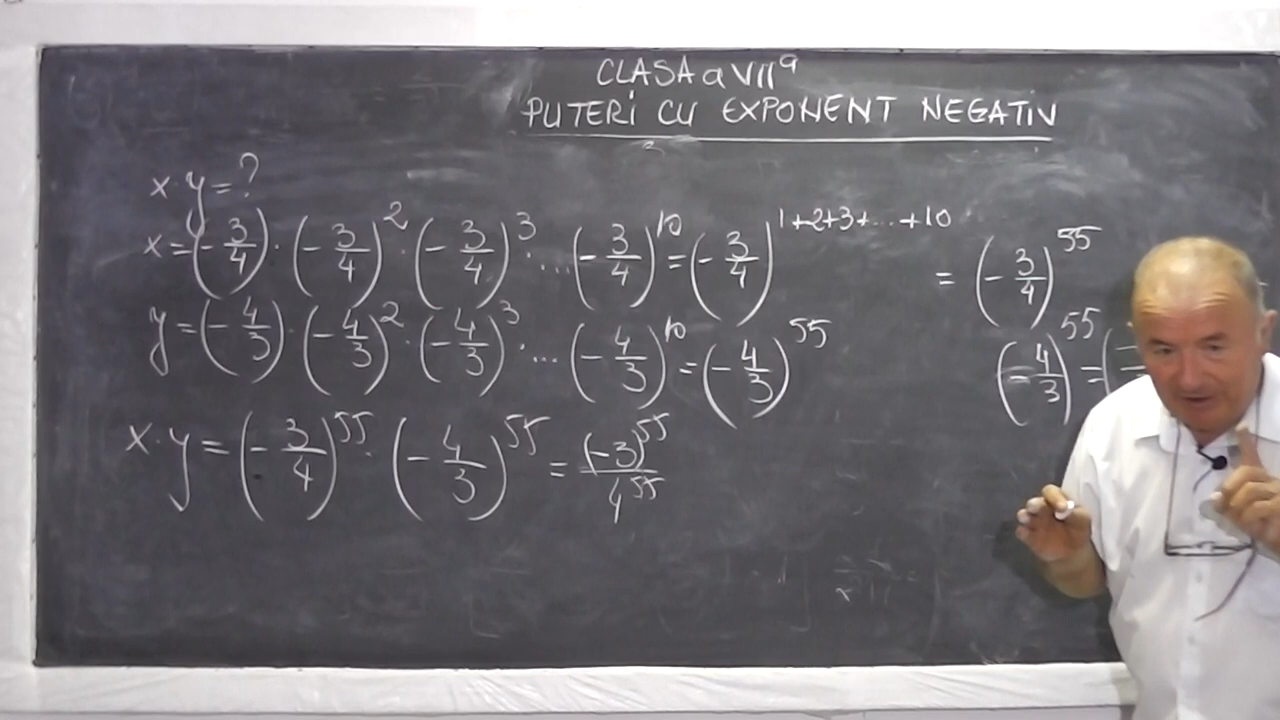 CLASA a VII a
PUTERI CU EXPONENT NEGATIV
x·y=?
x=(-3/4)·(-3/4)^2·(-3/4)^3·....(-3/4)^10=(-3/4)^1+2+3+...+10 = (-3/4)^55
y=(-4/3)·(-4/3)^2·(-4/3)^3·...(-4/3)^10=(-4/3)^55 (-4/3)^55=(
x·y=(-3/4)^55·(-4/3)^55=(-3)^55/4^55